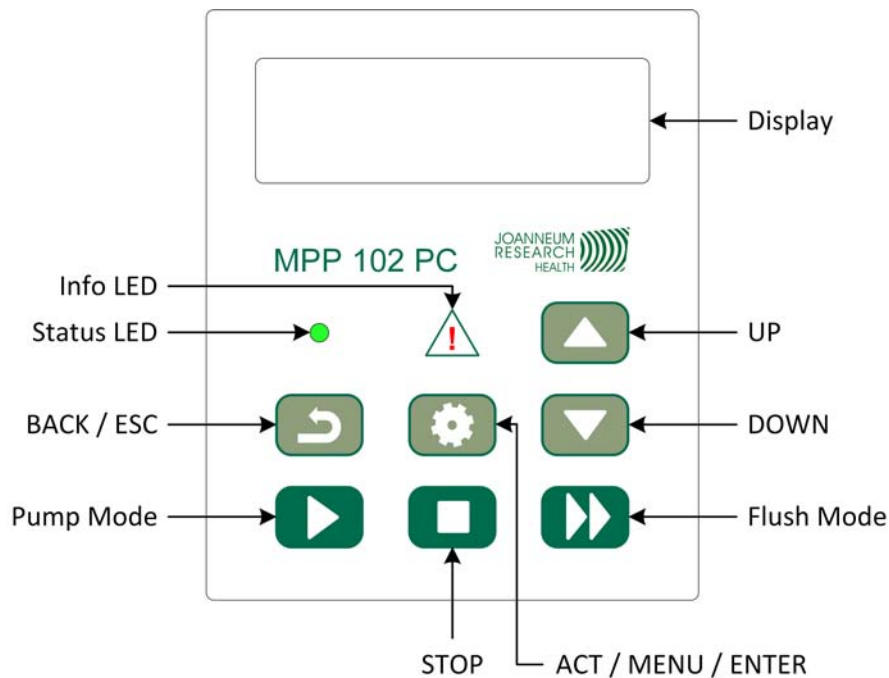 Display
MPP 102 PC
JOANNEUM
RESEARCH
HEALTH
Info LED
Status LED
!
UP
BACK / ESC
DOWN
Pump Mode
Flush Mode
STOP
ACT / MENU / ENTER